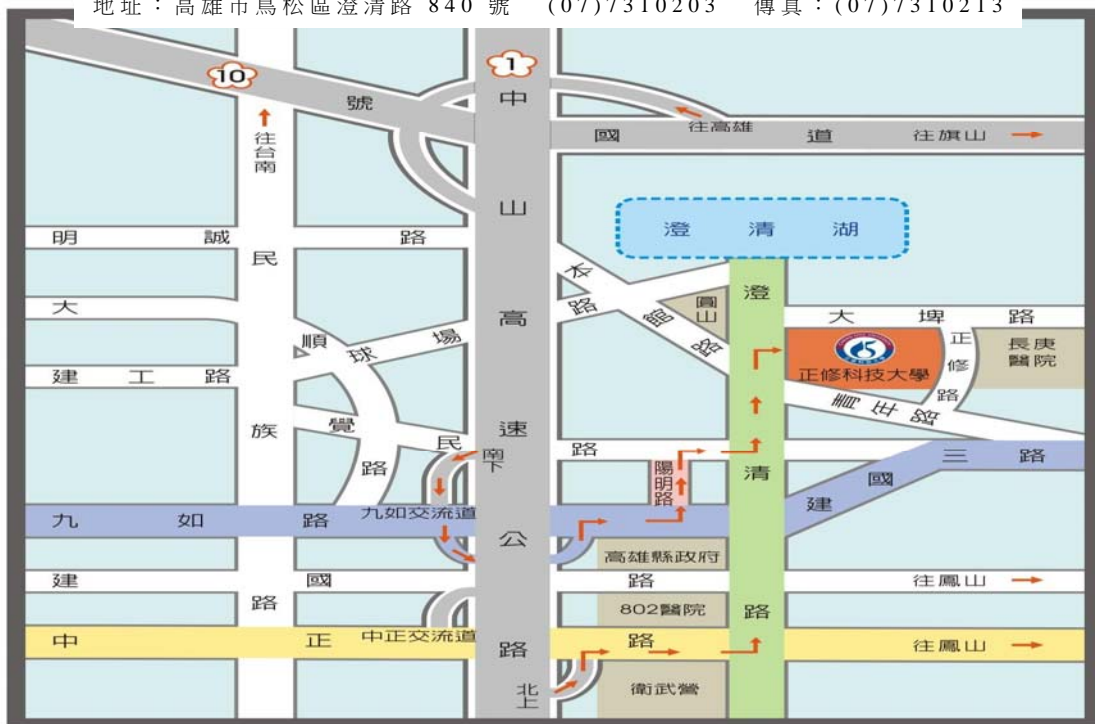 地址：高雄市鳥松區澄清路 840 號 (07)7310203 傳真：(07)7310213
10
號
1
中山高速公路
國道
往高雄
往旗山
往台南
民族路
明誠路
澄清湖
大順路
本館路
球場路
圓山
澄清路
大埤路
正修科技大學
正修路
長庚醫院
建工路
覺民路
青年路
南下
陽明路
建國三路
九如路
九如交流道
高雄縣政府
建國路
往鳳山
802醫院
中正路
中正交流道
往鳳山
北上
衛武營